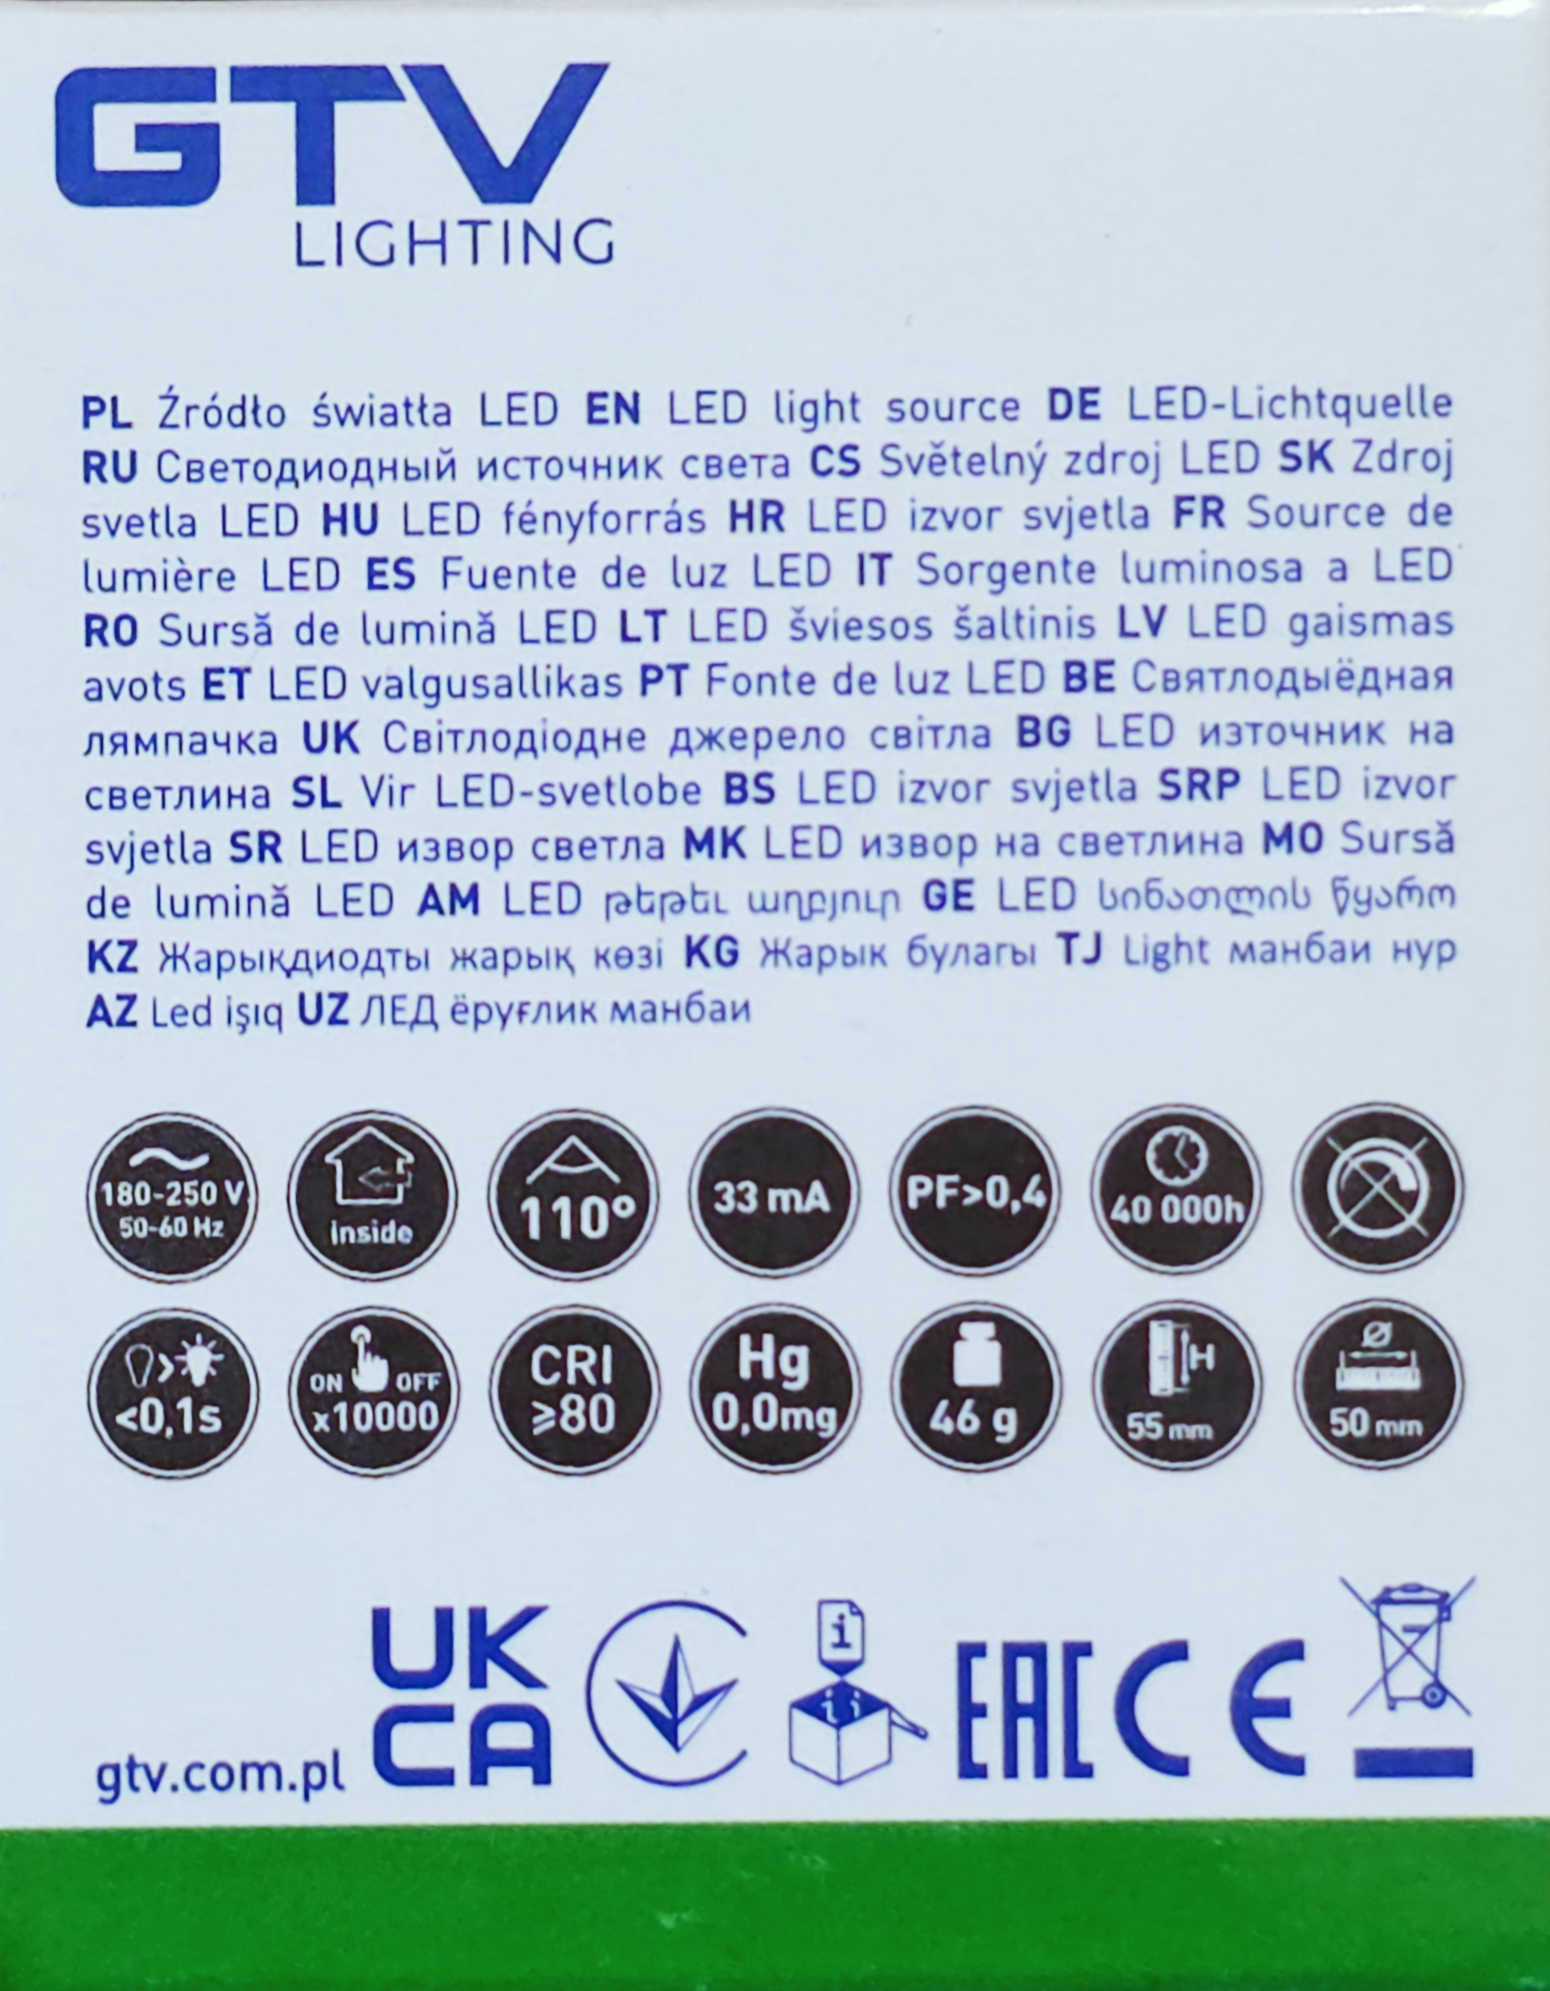 GTV
LIGHTING
PL Źródło światła LED EN LED light source DE LED-Lichtquelle
RU Светодиодный источник света CS Světelný zdroj LED SK Zdroj
svetla LED HU LED fényforrás HR LED izvor svjetla FR Source de
lumière LED ES Fuente de luz LED IT Sorgente luminosa a LED
RO Sursă de lumină LED LT LED šviesos šaltinis LV LED gaismas
avots ET LED valgusallikas PT Fonte de luz LED BE Святлодыёдная
лямпачка UK Світлодіодне джерело світла BG LED източник на
светлина SL Vir LED-svetlobe BS LED izvor svjetla SRP LED izvor
svjetla SR LED извор светла MK LED извор на светлина MO Sursă
de lumină LED AM LED թեթեւ աղբյուր GE LED სინათლის წყარო
KZ Жарықдиодты жарық көзі KG Жарык булагы TJ Light манбаи нур
AZ Led işıq UZ ЛЕД ёруғлик манбаи
180-250 V 50-60 Hz
inside
110°
33 mA
PF>0,4
40 000h
<0,1s
ON OFF x10000
CRI ≥80
Hg 0,0mg
46 g
H 55 mm
Ø 50 mm
gtv.com.pl
UK
CA
i
i i
EAC
CE